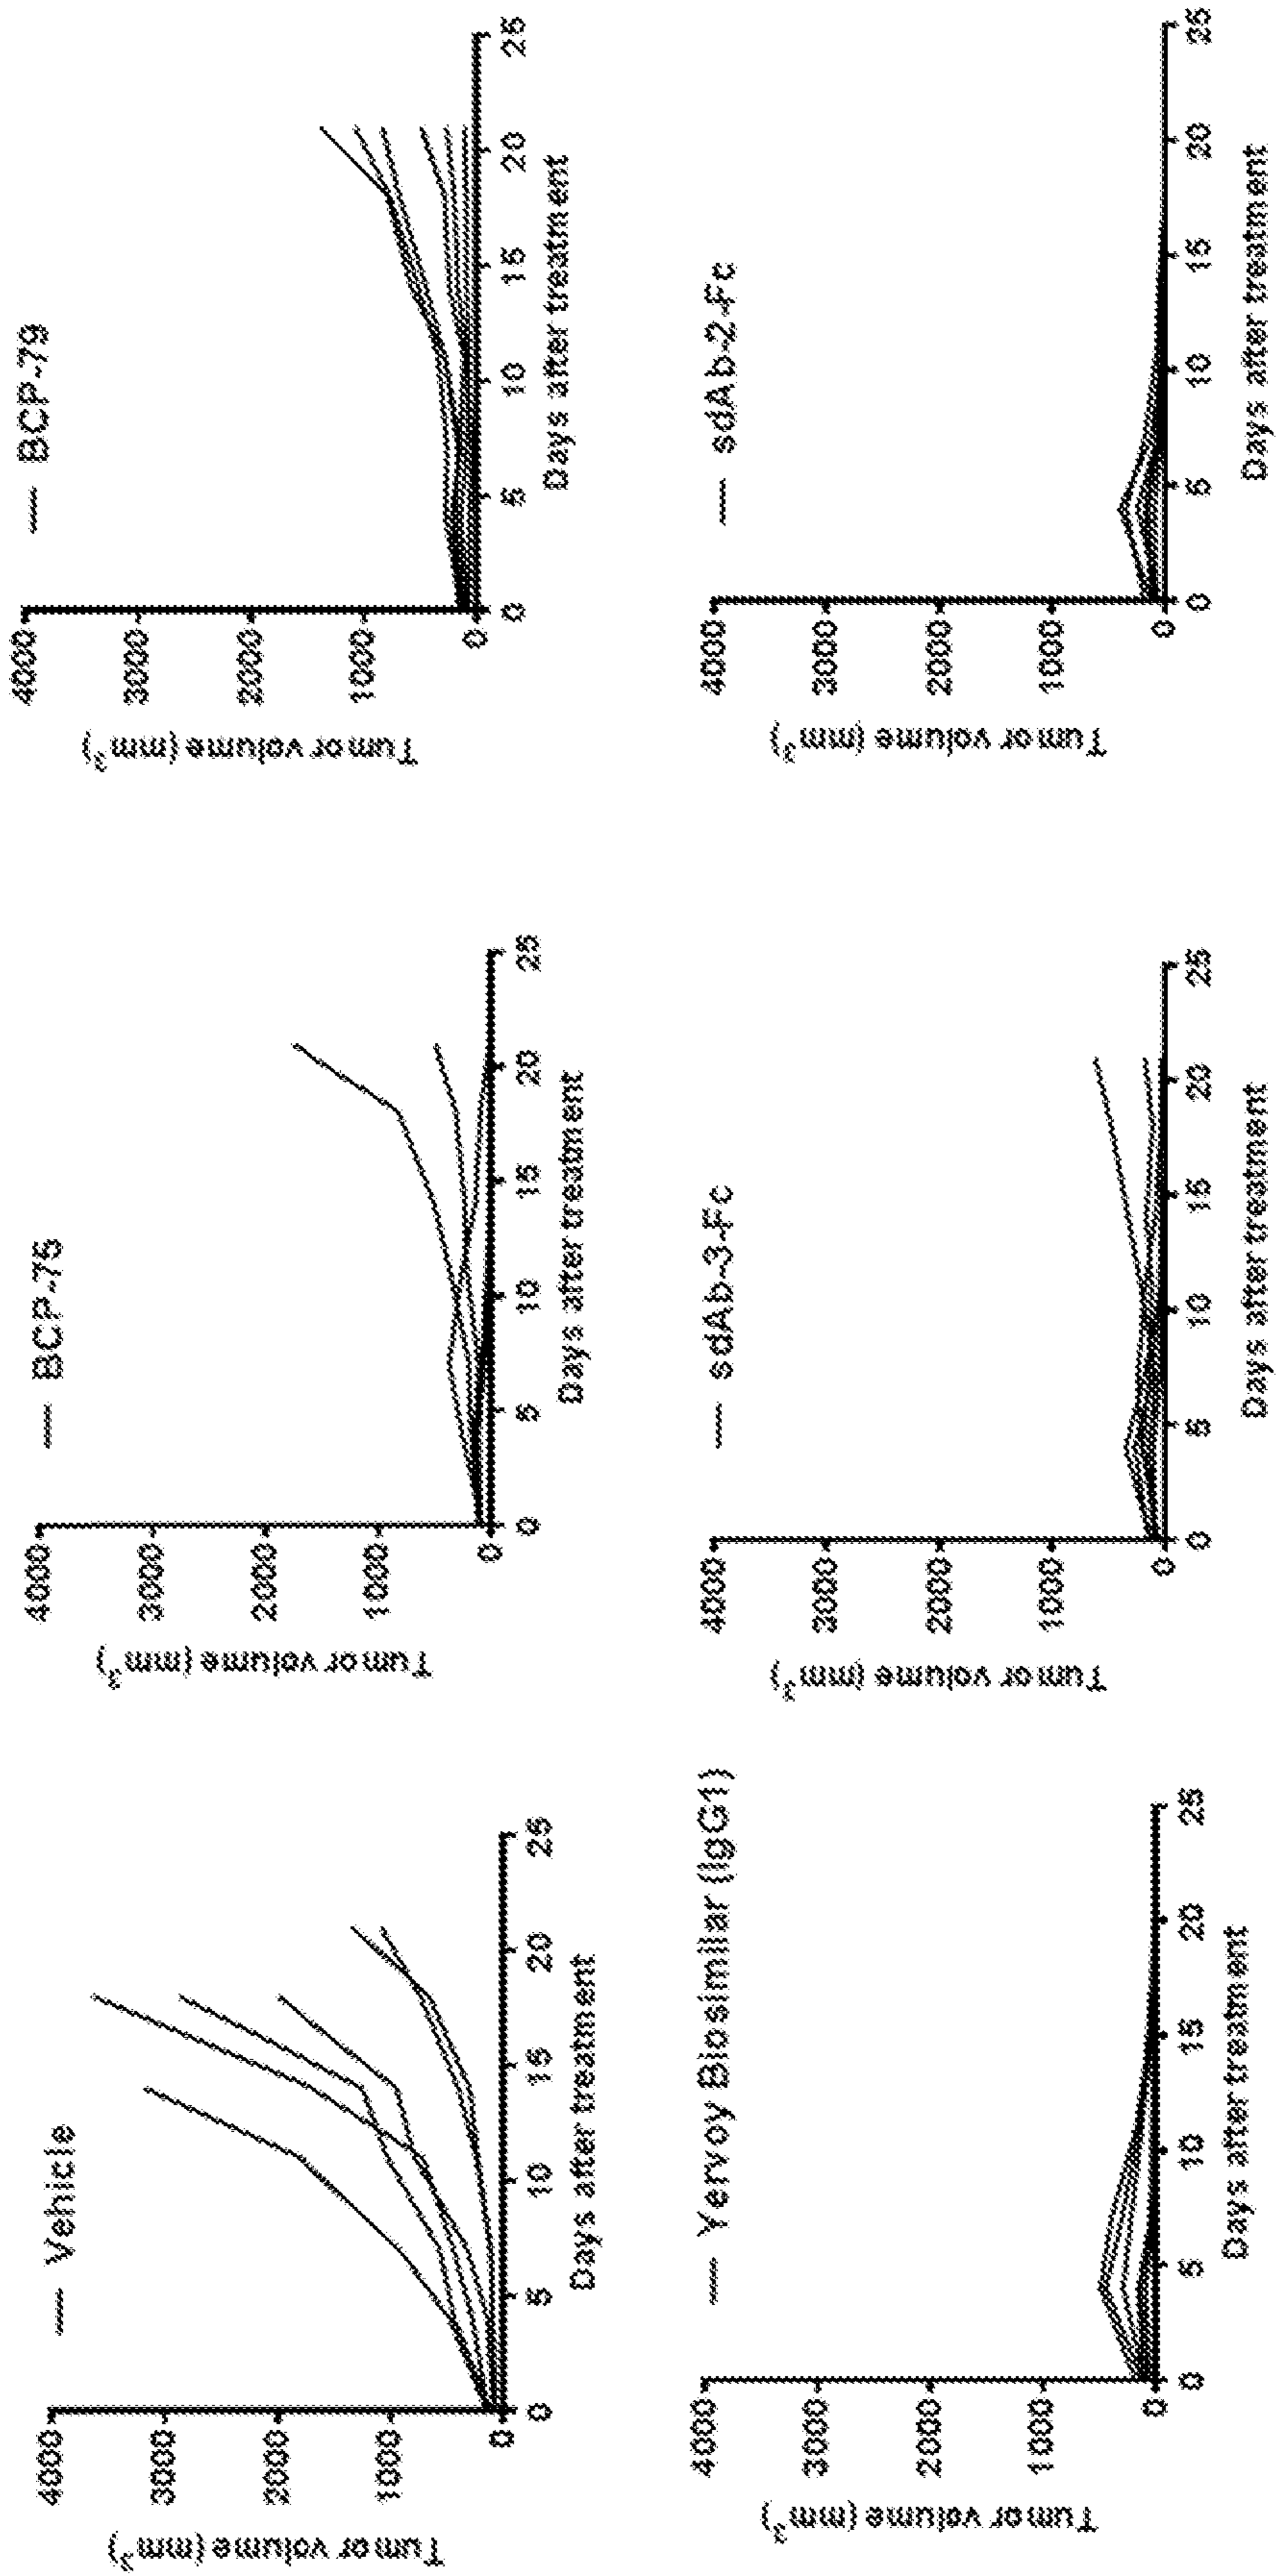 Vehicle
Tumor volume (mm3)
4000
3000
2000
1000
0
0 5 10 15 20 25
Days after treatment
BCP-75
Tumor volume (mm3)
4000
3000
2000
1000
0
0 5 10 15 20 25
Days after treatment
BCP-79
Tumor volume (mm3)
4000
3000
2000
1000
0
0 5 10 15 20 25
Days after treatment
Yervoy Biosimilar (IgG1)
Tumor volume (mm3)
4000
3000
2000
1000
0
0 5 10 15 20 25
Days after treatment
sdAb-3-Fc
Tumor volume (mm3)
4000
3000
2000
1000
0
0 5 10 15 20 25
Days after treatment
sdAb-2-Fc
Tumor volume (mm3)
4000
3000
2000
1000
0
0 5 10 15 20 25
Days after treatment